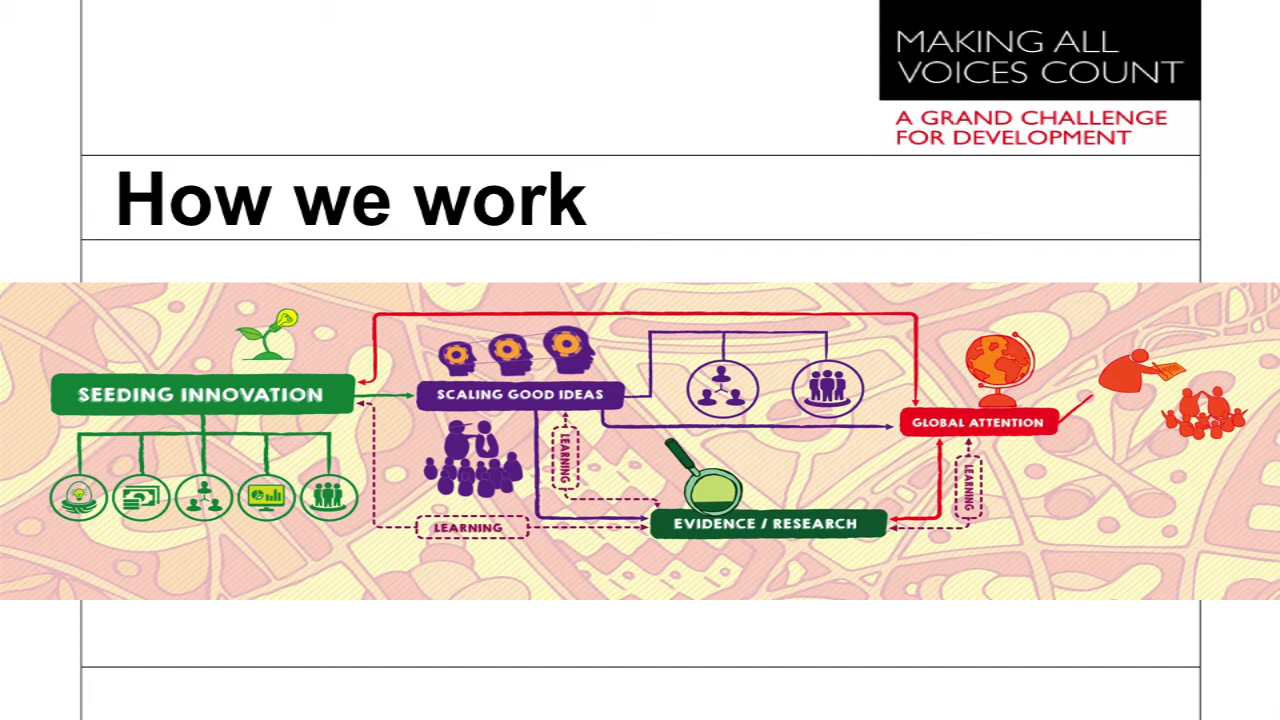 MAKING ALL
VOICES COUNT
A GRAND CHALLENGE
FOR DEVELOPMENT
How we work
SEEDING INNOVATION
SCALING GOOD IDEAS
GLOBAL ATTENTION
LEARNING
LEARNING
LEARNING
EVIDENCE / RESEARCH